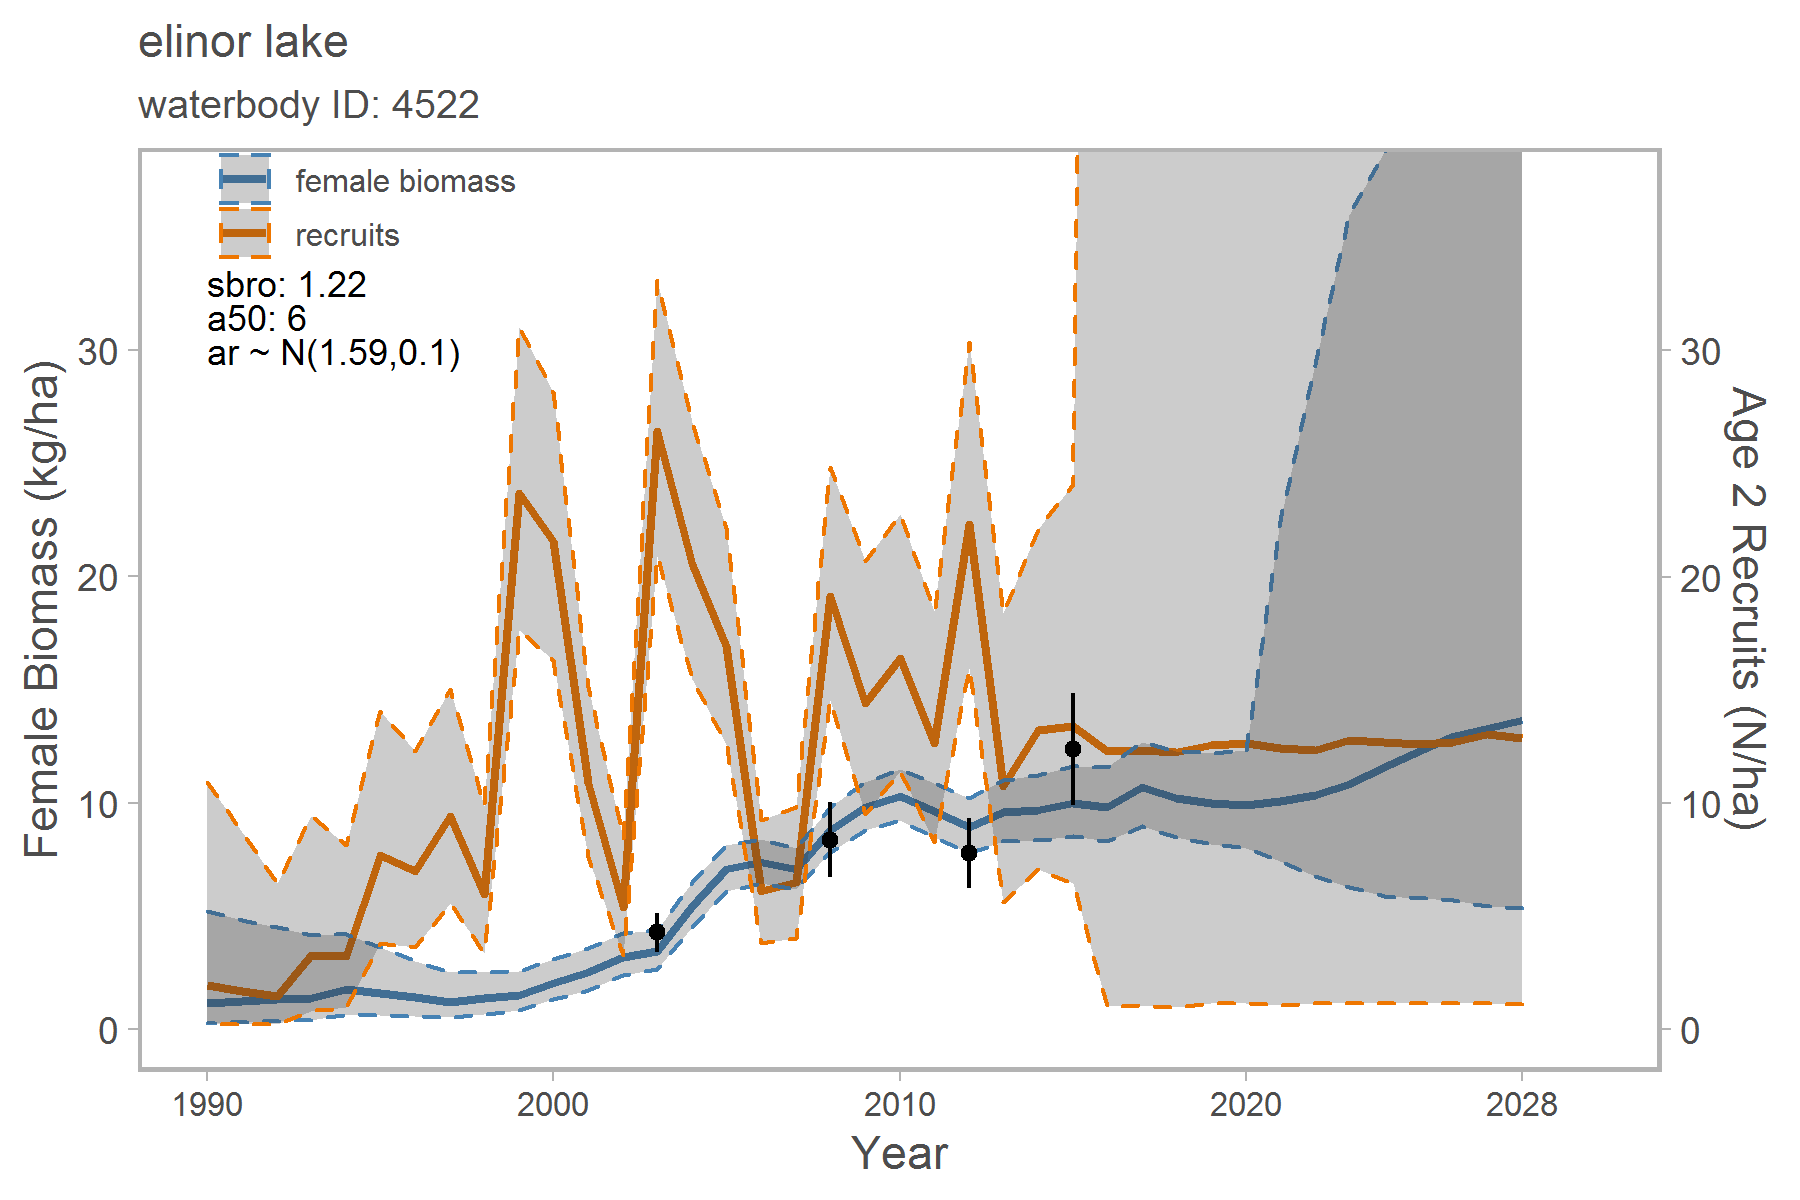 elinor lake
waterbody ID: 4522
female biomass
recruits
sbro: 1.22
a50: 6
ar ~ N(1.59,0.1)
Female Biomass (kg/ha)
30
20
10
0
30
20
10
0
Age 2 Recruits (N/ha)
1990
2000
2010
2020
2028
Year